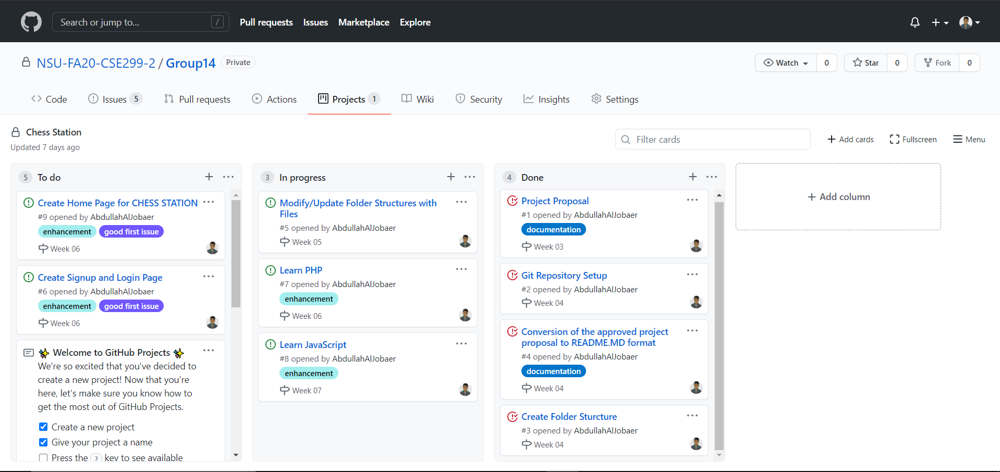 Search or jump to... /
Pull requests Issues Marketplace Explore
NSU-FA20-CSE299-2 / Group14 Private
Watch 0 Star 0 Fork 0
Code Issues 5 Pull requests Actions Projects 1 Wiki Security Insights Settings
Chess Station
Updated 7 days ago
Filter cards
Add cards Fullscreen Menu
5 To do
Create Home Page for CHESS STATION
#9 opened by AbdullahAlJobaer
enhancement good first issue
Week 06
Create Signup and Login Page
#6 opened by AbdullahAlJobaer
enhancement good first issue
Week 06
✨ Welcome to GitHub Projects ✨
We're so excited that you've decided to
create a new project! Now that you're
here, let's make sure you know how to
get the most out of GitHub Projects.
Create a new project
Give your project a name
Press the ? key to see available
3 In progress
Modify/Update Folder Structures with
Files
#5 opened by AbdullahAlJobaer
Week 05
Learn PHP
#7 opened by AbdullahAlJobaer
enhancement
Week 06
Learn JavaScript
#8 opened by AbdullahAlJobaer
enhancement
Week 07
4 Done
Project Proposal
#1 opened by AbdullahAlJobaer
documentation
Week 03
Git Repository Setup
#2 opened by AbdullahAlJobaer
Week 04
Conversion of the approved project
proposal to README.MD format
#4 opened by AbdullahAlJobaer
documentation
Week 04
Create Folder Sturcture
#3 opened by AbdullahAlJobaer
Week 04
Add column